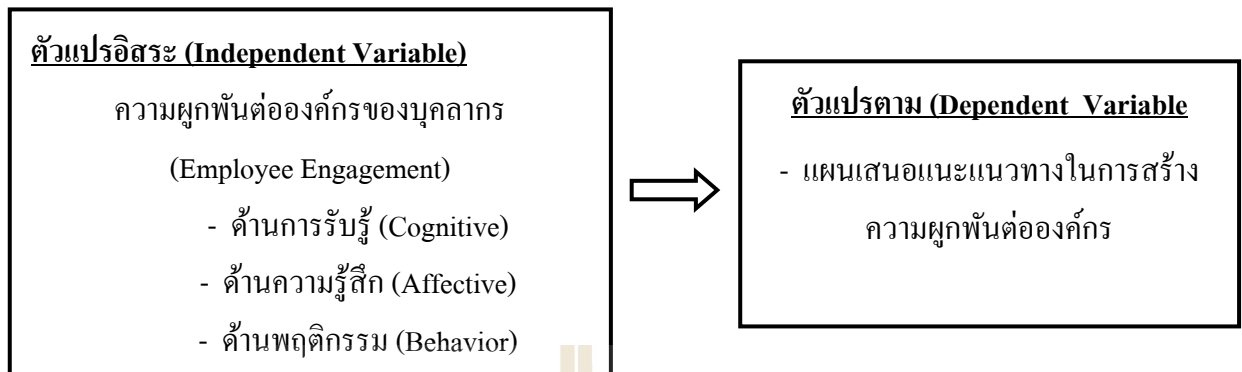 ตัวแปรอิสระ (Independent Variable)
ความผูกพันต่อองค์กรของบุคลากร
(Employee Engagement)
- ด้านการรับรู้ (Cognitive)
- ด้านความรู้สึก (Affective)
- ด้านพฤติกรรม (Behavior)
ตัวแปรตาม (Dependent Variable
- แผนเสนอแนะแนวทางในการสร้าง
ความผูกพันต่อองค์กร